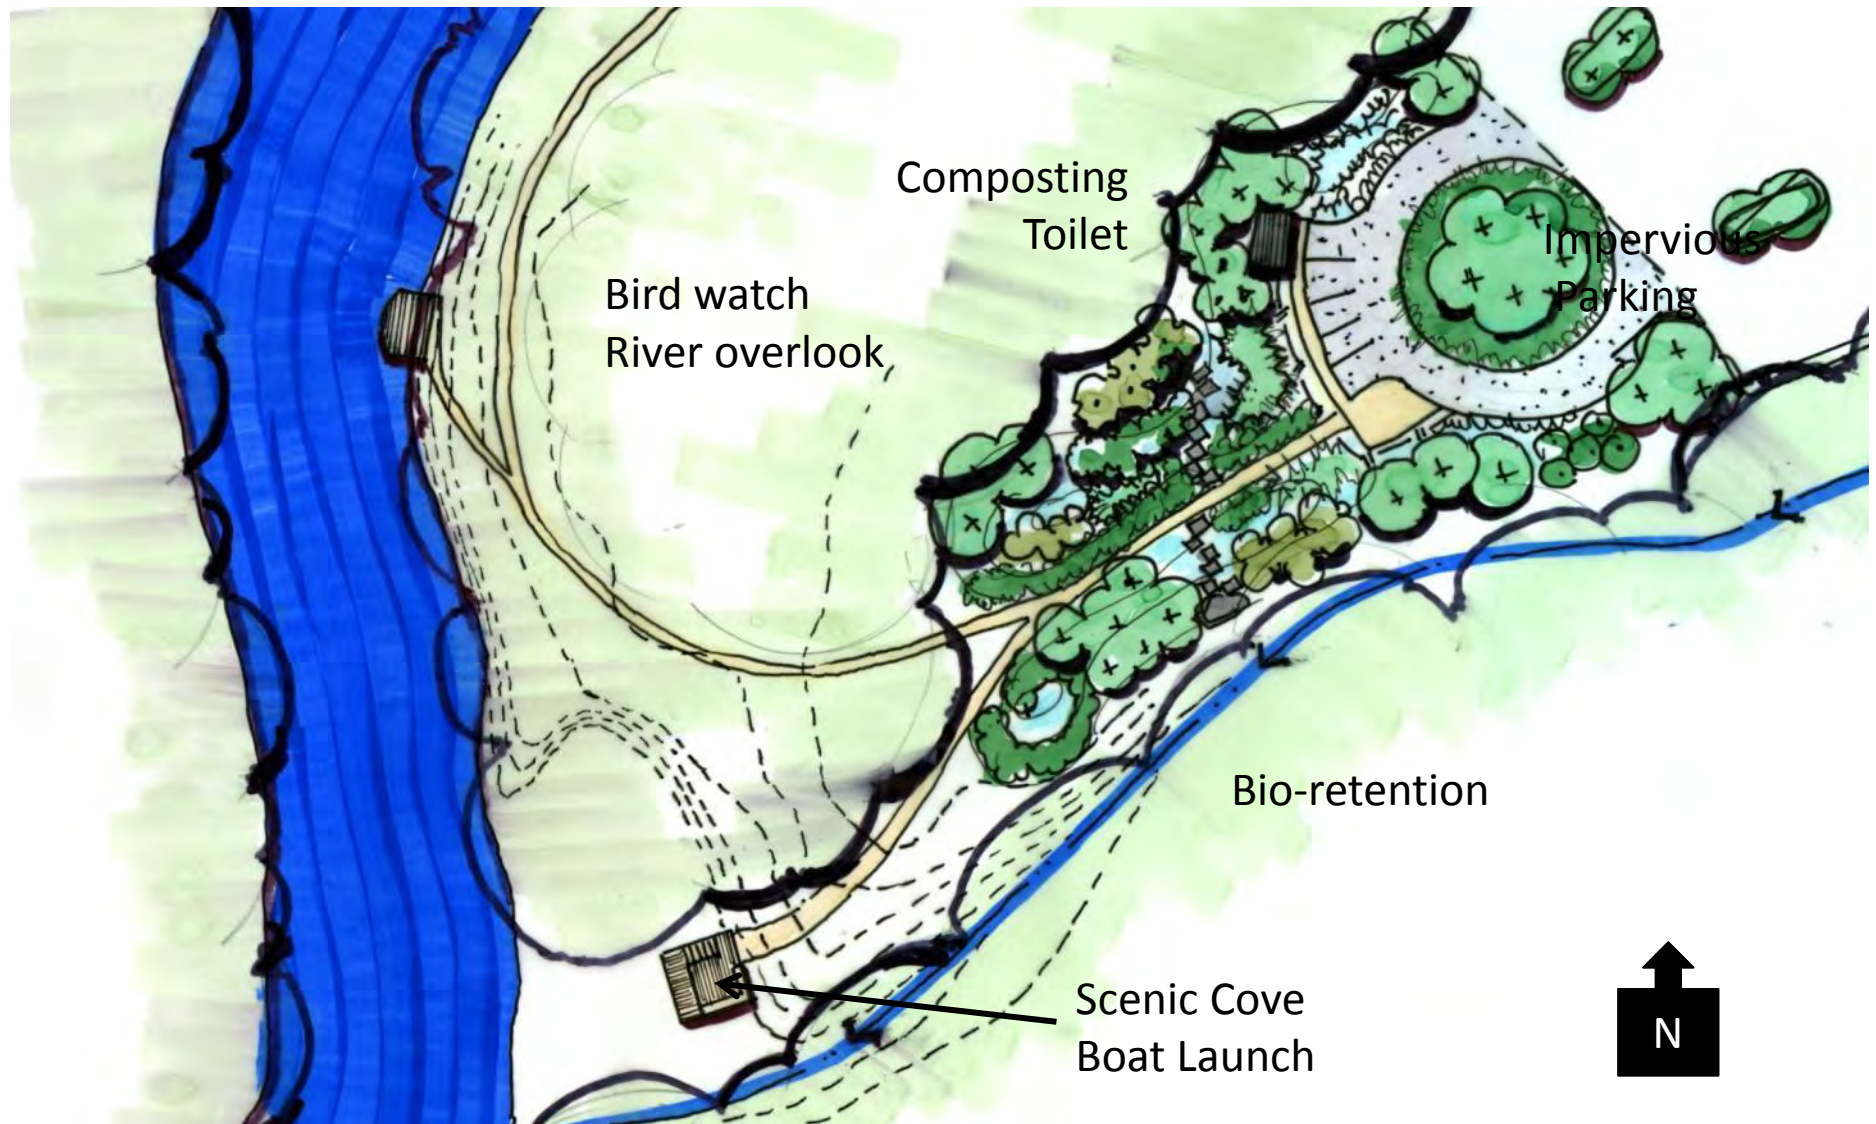 Composting
Toilet
Impervious
Parking
Bird watch
River overlook
Bio-retention
Scenic Cove
Boat Launch
N